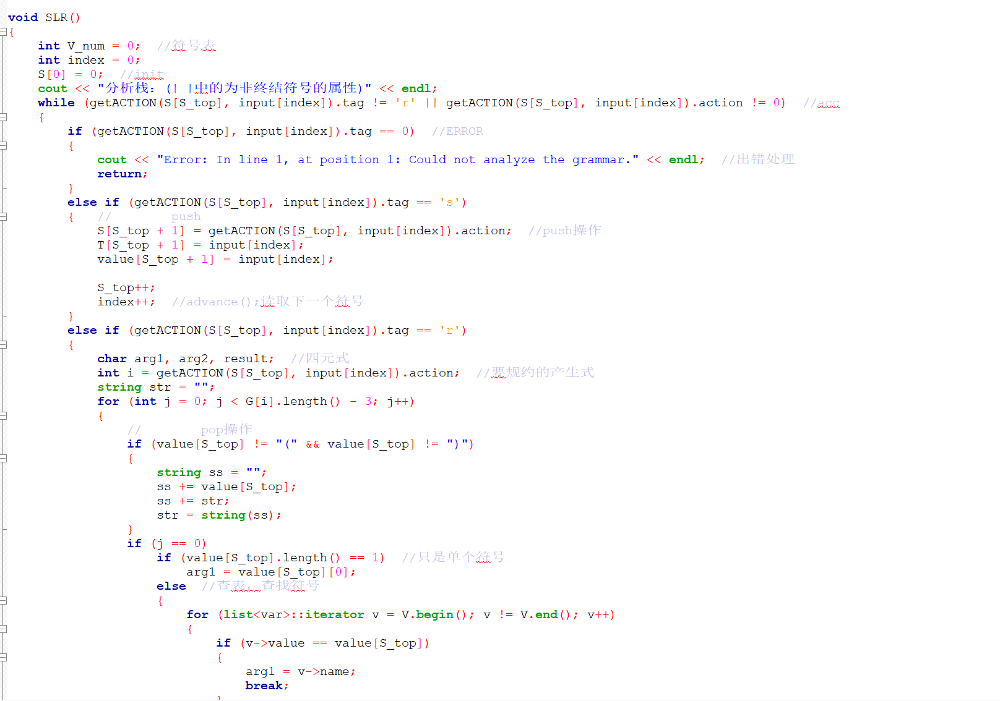 void SLR()
{
    int V_num = 0;  //符号表
    int index = 0;
    S[0] = 0;  //init
    cout << "分析栈：(| |中的为非终结符号的属性)" << endl;
    while (getACTION(S[S_top], input[index]).tag != 'r' || getACTION(S[S_top], input[index]).action != 0)  //acc
    {
        if (getACTION(S[S_top], input[index]).tag == 0)  //ERROR
        {
            cout << "Error: In line 1, at position 1: Could not analyze the grammar." << endl;  //出错处理
            return;
        }
        else if (getACTION(S[S_top], input[index]).tag == 's')
        {   //        push
            S[S_top + 1] = getACTION(S[S_top], input[index]).action;  //push操作
            T[S_top + 1] = input[index];
            value[S_top + 1] = input[index];

            S_top++;
            index++;  //advance();读取下一个符号
        }
        else if (getACTION(S[S_top], input[index]).tag == 'r')
        {
            char arg1, arg2, result;  //四元式
            int i = getACTION(S[S_top], input[index]).action;  //要规约的产生式
            string str = "";
            for (int j = 0; j < G[i].length() - 3; j++)
            {
                //        pop操作
                if (value[S_top] != "(" && value[S_top] != ")")
                {
                    string ss = "";
                    ss += value[S_top];
                    ss += str;
                    str = string(ss);
                }
                if (j == 0)
                    if (value[S_top].length() == 1)  //只是单个符号
                        arg1 = value[S_top][0];
                    else  //查表，查找符号
                    {
                        for (list<var>::iterator v = V.begin(); v != V.end(); v++)
                        {
                            if (v->value == value[S_top])
                            {
                                arg1 = v->name;
                                break;
                            }